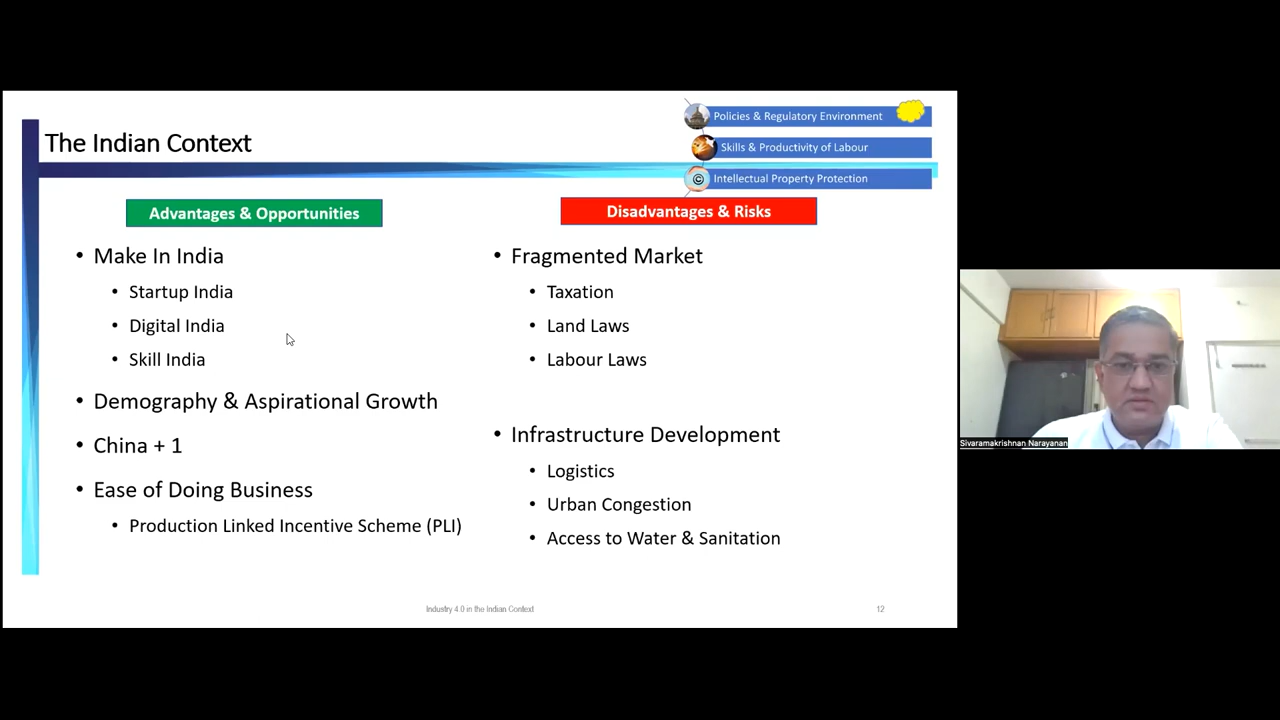 The Indian Context
Policies & Regulatory Environment
Skills & Productivity of Labour
© Intellectual Property Protection
Advantages & Opportunities
• Make In India
• Startup India
• Digital India
• Skill India
• Demography & Aspirational Growth
• China + 1
• Ease of Doing Business
• Production Linked Incentive Scheme (PLI)
Disadvantages & Risks
• Fragmented Market
• Taxation
• Land Laws
• Labour Laws
• Infrastructure Development
• Logistics
• Urban Congestion
• Access to Water & Sanitation
Industry 4.0 in the Indian Context
12
Sivaramakrishnan Narayanan